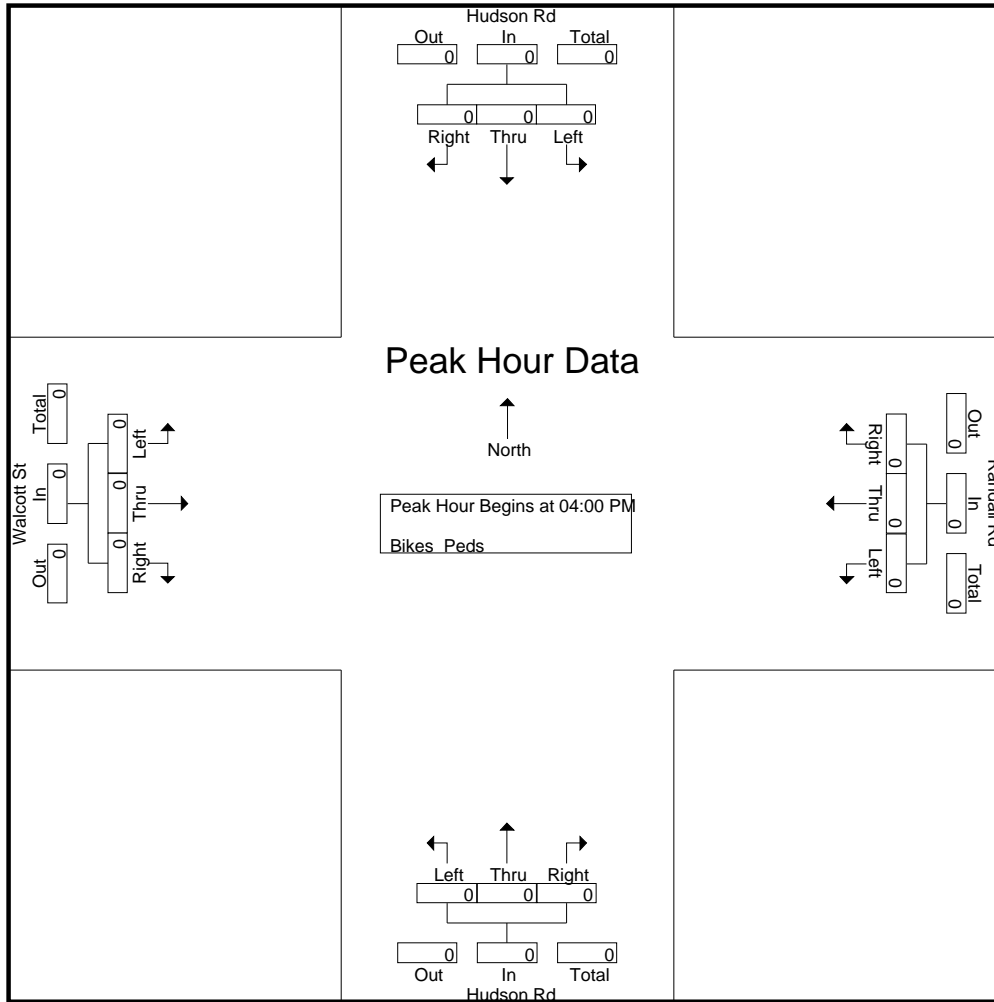 Hudson Rd
Out In Total
0 0 0
0 0 0
Right Thru Left
Peak Hour Data
North
Peak Hour Begins at 04:00 PM
Bikes Peds
Walcott St
Total In Out
0 0 0
0 0 0
Left Thru Right
Right Thru Left
0 0 0
0 0 0
Out In Total
Randall Rd
Left Thru Right
0 0 0
0 0 0
Out In Total
Hudson Rd